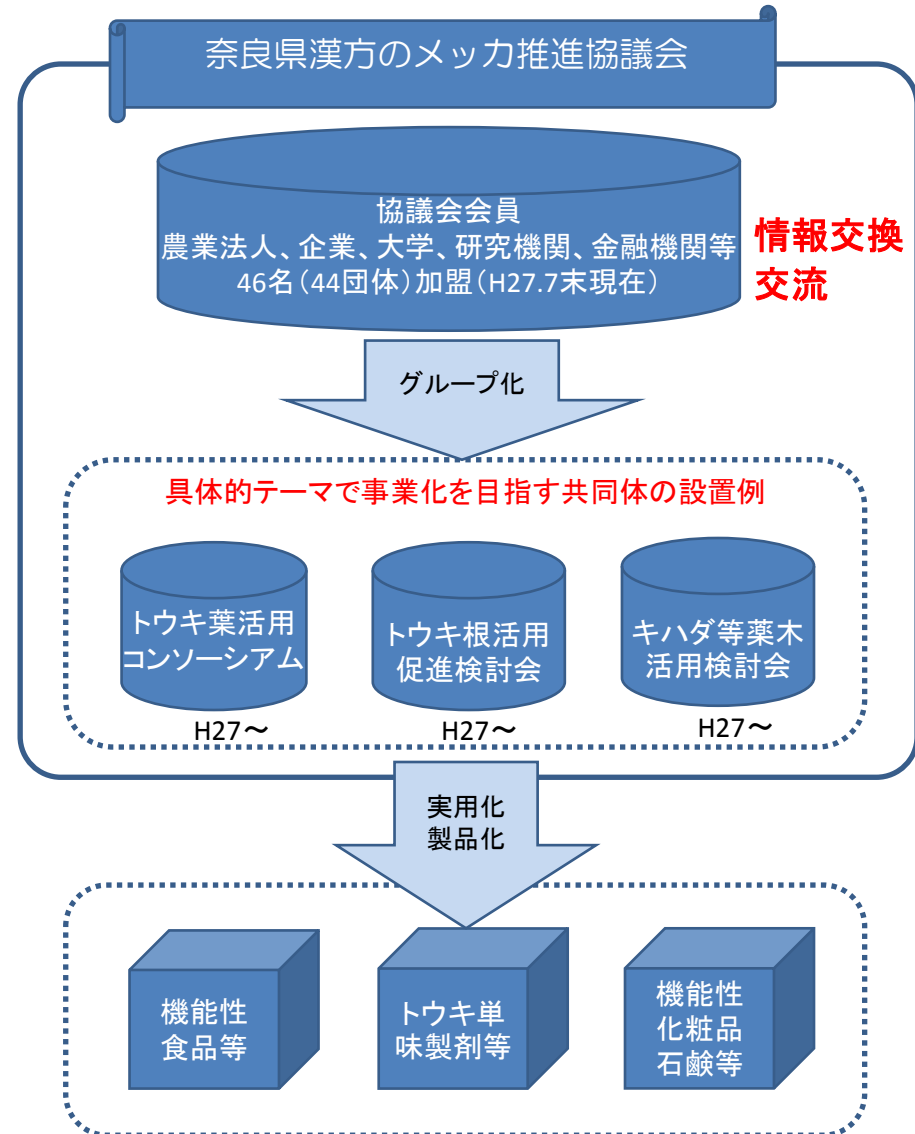 奈良県漢方のメッカ推進協議会
協議会会員
農業法人、企業、大学、研究機関、金融機関等
46名（44団体）加盟（H27.7末現在）
情報交換
交流
グループ化
具体的テーマで事業化を目指す共同体の設置例
トウキ葉活用
コンソーシアム
H27～
トウキ根活用
促進検討会
H27～
キハダ等薬木
活用検討会
H27～
実用化
製品化
機能性
食品等
トウキ単
味製剤等
機能性
化粧品
石鹸等